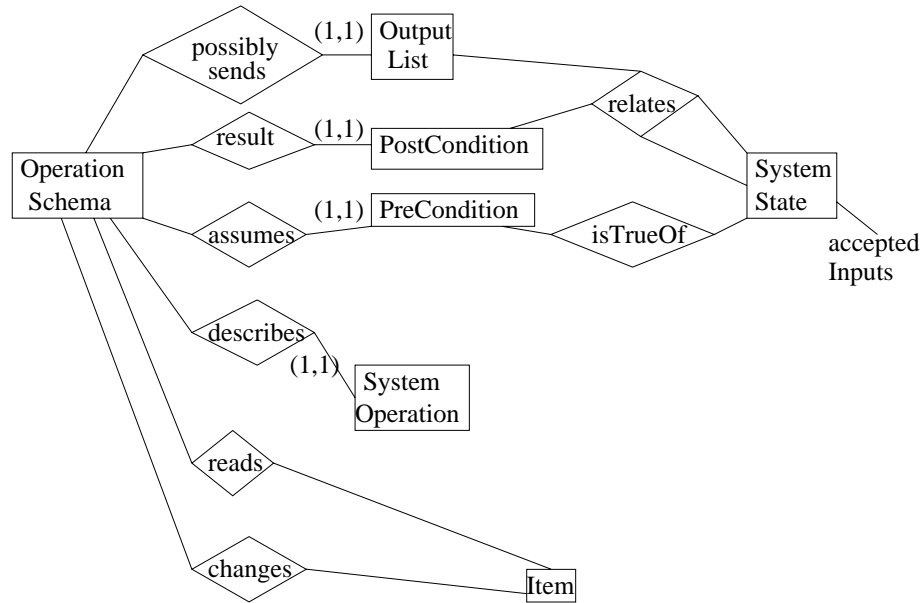 possibly
sends
(1,1)
Output
List
relates
result
(1,1)
PostCondition
Operation
Schema
System
State
assumes
(1,1)
PreCondition
isTrueOf
accepted
Inputs
describes
(1,1)
System
Operation
reads
changes
Item